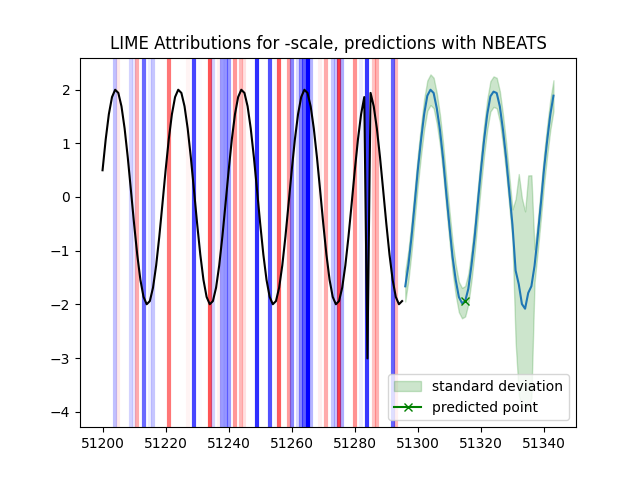 LIME Attributions for -scale, predictions with NBEATS
2
1
0
−1
−2
−3
−4
standard deviation
predicted point
51200 51220 51240 51260 51280 51300 51320 51340